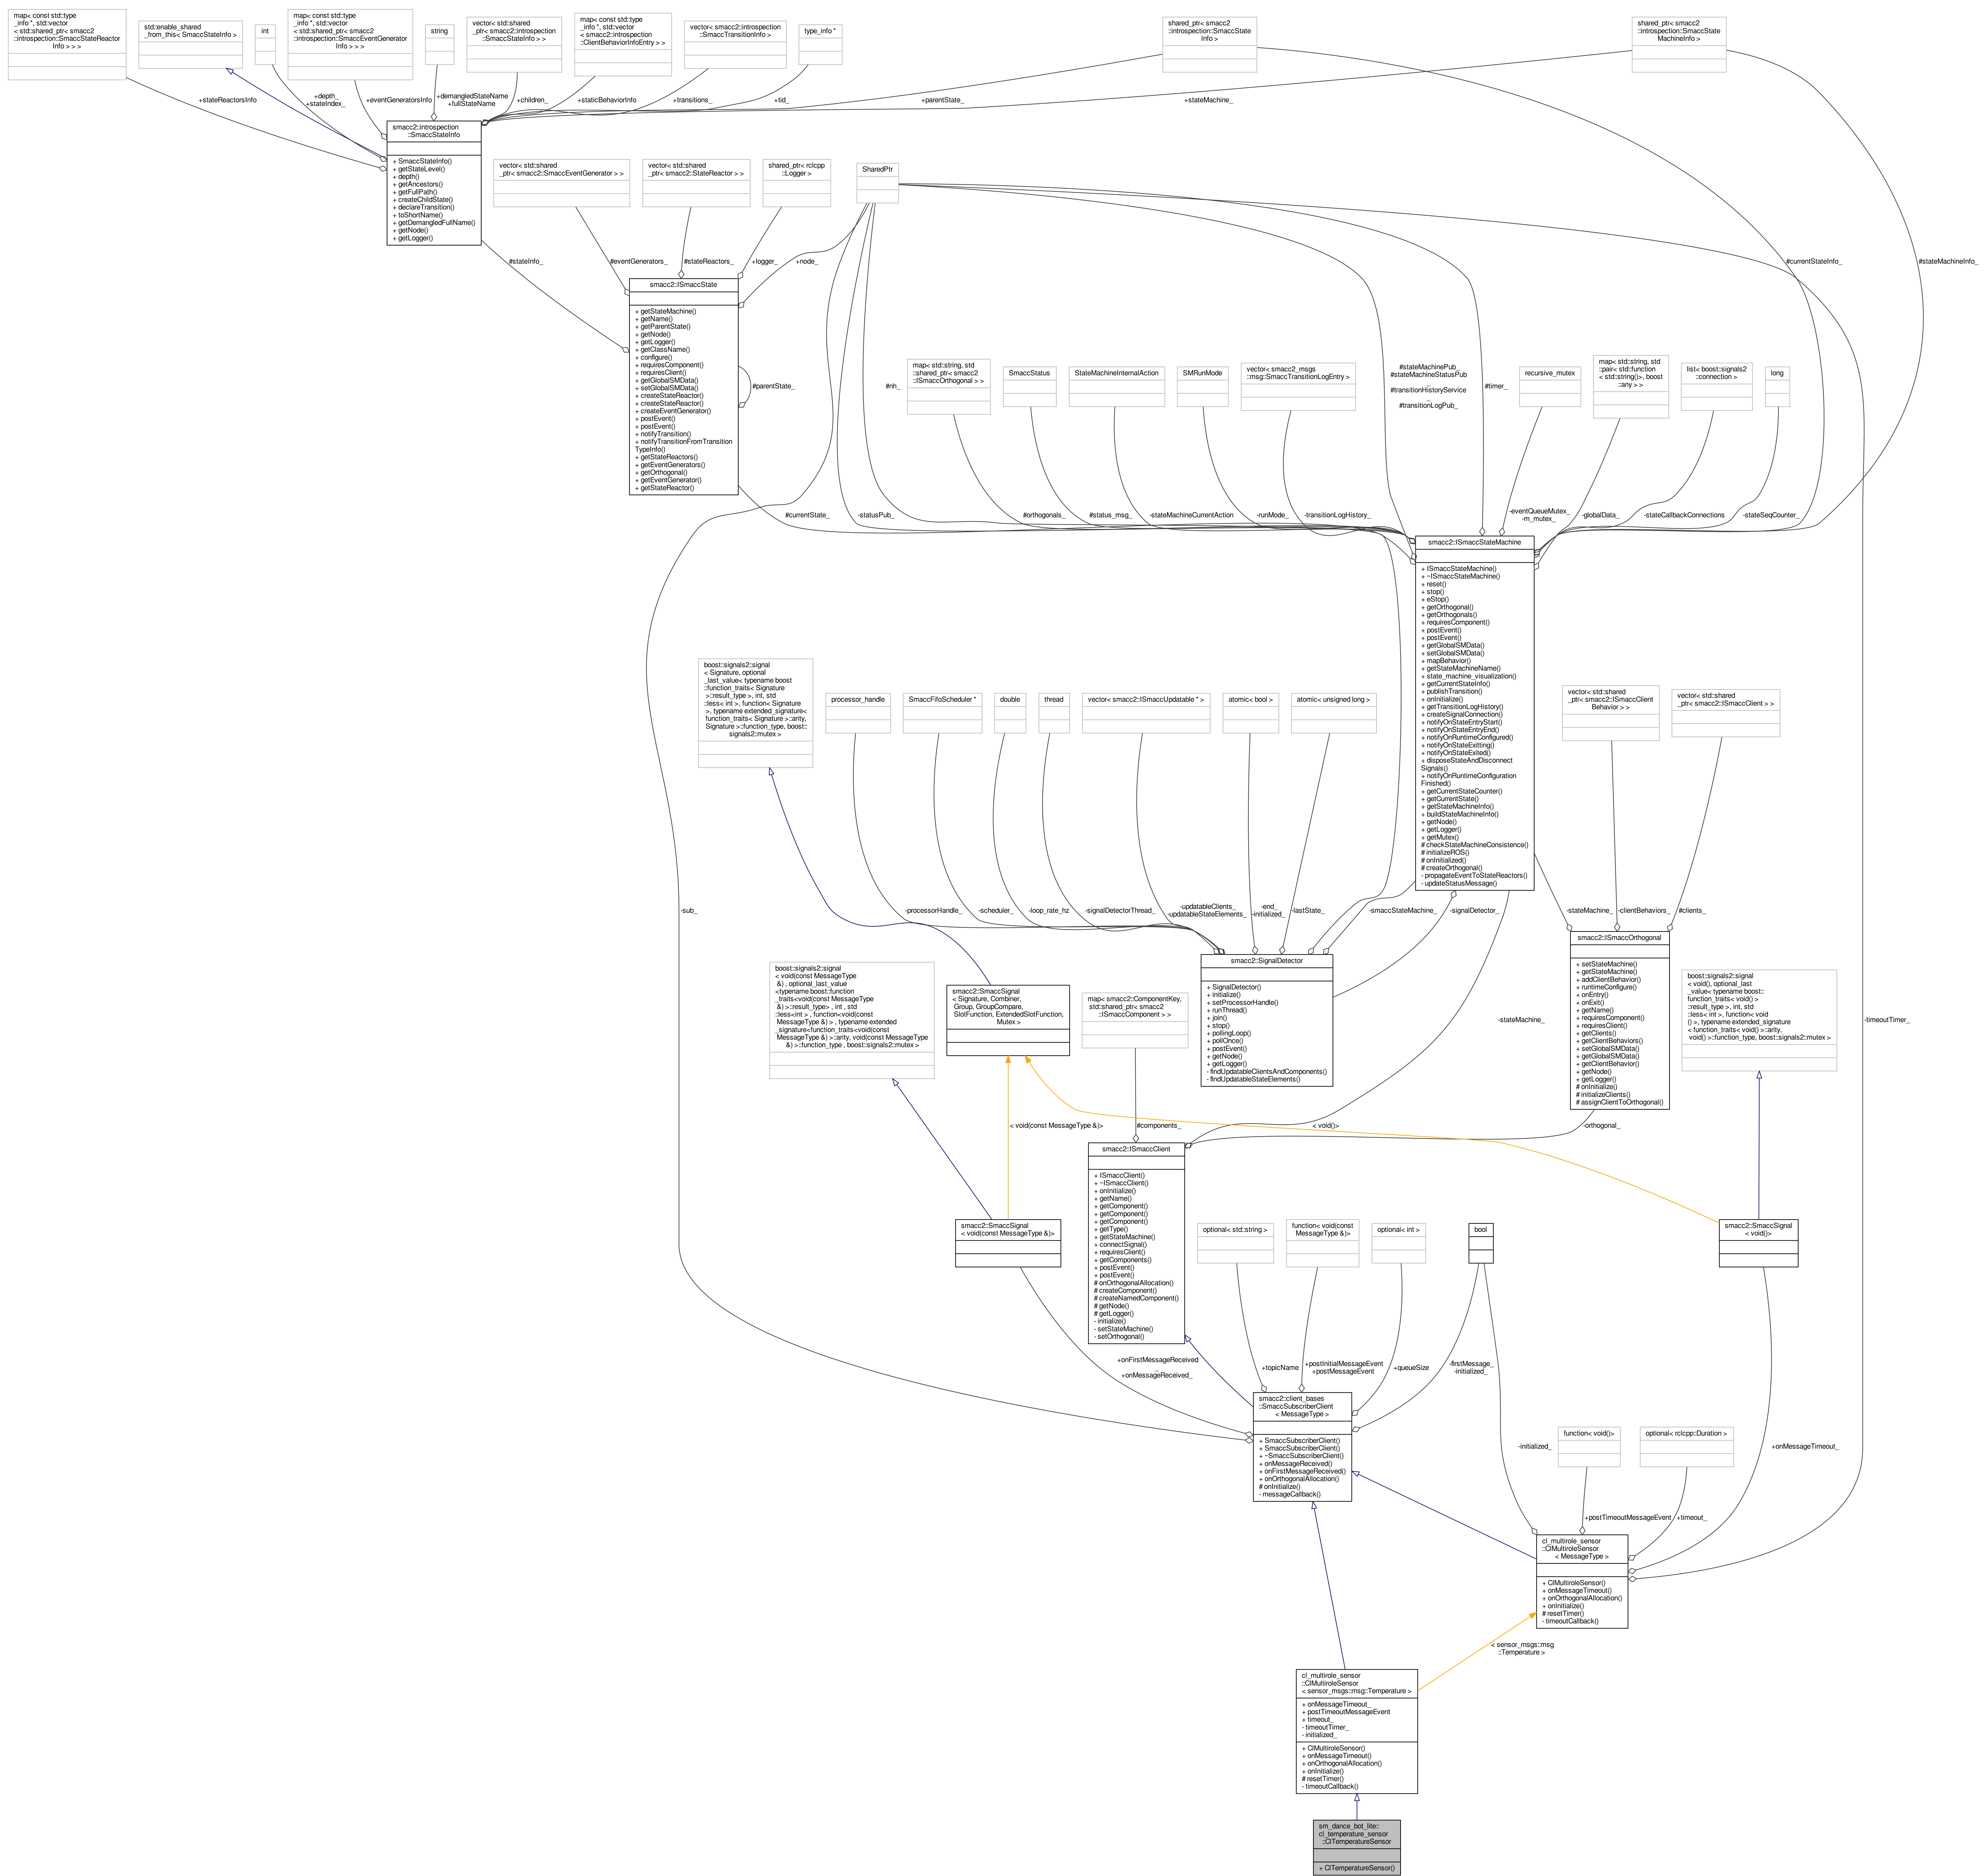 map< const std::type
_info *, std::vector
< std::shared_ptr< smacc2
::introspection::SmaccStateReactor
Info > > >
std::enable_shared
_from_this< SmaccStateInfo >
int
map< const std::type
_info *, std::vector
< std::shared_ptr< smacc2
::introspection::SmaccEventGenerator
Info > > >
string
vector< std::shared
_ptr< smacc2::introspection
::SmaccStateInfo > >
map< const std::type
_info *, std::vector
< smacc2::introspection
::ClientBehaviorInfoEntry > >
vector< smacc2::introspection
::SmaccTransitionInfo >
type_info *
shared_ptr< smacc2
::introspection::SmaccState
Info >
shared_ptr< smacc2
::introspection::SmaccState
MachineInfo >
+stateReactorsInfo
+depth_
+stateIndex_
+eventGeneratorsInfo
+demangledStateName
+fullStateName
+children_
+staticBehaviorInfo
+transitions_
+tid_
+parentState_
+stateMachine_
smacc2::introspection
::SmaccStateInfo
+ SmaccStateInfo()
+ getStateLevel()
+ depth()
+ getAncestors()
+ getFullPath()
+ createChildState()
+ declareTransition()
+ toShortName()
+ getDemangledFullName()
+ getNode()
+ getLogger()
vector< std::shared
_ptr< smacc2::SmaccEventGenerator > >
vector< std::shared
_ptr< smacc2::StateReactor > >
shared_ptr< rclcpp
::Logger >
SharedPtr
#stateInfo_
#eventGenerators_
#stateReactors_
+logger_
+node_
#currentStateInfo_
#stateMachineInfo_
smacc2::ISmaccState
+ getStateMachine()
+ getName()
+ getParentState()
+ getNode()
+ getLogger()
+ getClassName()
+ configure()
+ requiresComponent()
+ requiresClient()
+ getGlobalSMData()
+ setGlobalSMData()
+ createStateReactor()
+ createStateReactor()
+ createEventGenerator()
+ postEvent()
+ postEvent()
+ notifyTransition()
+ notifyTransitionFromTransition
TypeInfo()
+ getStateReactors()
+ getEventGenerators()
+ getOrthogonal()
+ getEventGenerator()
+ getStateReactor()
#parentState_
#nh_
map< std::string, std
::shared_ptr< smacc2
::ISmaccOrthogonal > >
SmaccStatus
StateMachineInternalAction
SMRunMode
vector< smacc2_msgs
::msg::SmaccTransitionLogEntry >
#stateMachinePub_
#stateMachineStatusPub
_
#transitionHistoryService
_
#transitionLogPub_
#timer_
recursive_mutex
map< std::string, std
::pair< std::function
< std::string()>, boost
::any > >
list< boost::signals2
::connection >
long
#currentState_
-statusPub_
#orthogonals_
#status_msg_
-stateMachineCurrentAction
-runMode_
-transitionLogHistory_
-eventQueueMutex_
-m_mutex_
-globalData_
-stateCallbackConnections
-stateSeqCounter_
smacc2::ISmaccStateMachine
+ ISmaccStateMachine()
+ ~ISmaccStateMachine()
+ reset()
+ stop()
+ eStop()
+ getOrthogonal()
+ getOrthogonals()
+ requiresComponent()
+ postEvent()
+ postEvent()
+ getGlobalSMData()
+ setGlobalSMData()
+ mapBehavior()
+ getStateMachineName()
+ state_machine_visualization()
+ getCurrentStateInfo()
+ publishTransition()
+ onInitialize()
+ getTransitionLogHistory()
+ createSignalConnection()
+ notifyOnStateEntryStart()
+ notifyOnStateEntryEnd()
+ notifyOnRuntimeConfigured()
+ notifyOnStateExitting()
+ notifyOnStateExited()
+ disposeStateAndDisconnect
Signals()
+ notifyOnRuntimeConfiguration
Finished()
+ getCurrentStateCounter()
+ getCurrentState()
+ getStateMachineInfo()
+ buildStateMachineInfo()
+ getNode()
+ getLogger()
+ getMutex()
# checkStateMachineConsistence()
# initializeROS()
# onInitialized()
# createOrthogonal()
- propagateEventToStateReactors()
- updateStatusMessage()
boost::signals2::signal
< Signature, optional
_last_value< typename boost
::function_traits< Signature
>::result_type >, int, std
::less< int >, function< Signature
>, typename extended_signature<
function_traits< Signature >::arity,
Signature >::function_type, boost::
signals2::mutex >
processor_handle
SmaccFifoScheduler *
double
thread
vector< smacc2::ISmaccUpdatable * >
atomic< bool >
atomic< unsigned long >
vector< std::shared
_ptr< smacc2::ISmaccClient
Behavior > >
vector< std::shared
_ptr< smacc2::ISmaccClient > >
-sub_
-processorHandle_
-scheduler_
-loop_rate_hz
-signalDetectorThread_
-updatableClients_
-updatableStateElements_
-end_
-initialized_
-lastState_
-smaccStateMachine_
-signalDetector_
-stateMachine_
-clientBehaviors_
#clients_
smacc2::SignalDetector
+ SignalDetector()
+ initialize()
+ setProcessorHandle()
+ runThread()
+ join()
+ stop()
+ pollingLoop()
+ pollOnce()
+ postEvent()
+ getNode()
+ getLogger()
- findUpdatableClientsAndComponents()
- findUpdatableStateElements()
smacc2::ISmaccOrthogonal
+ setStateMachine()
+ getStateMachine()
+ addClientBehavior()
+ runtimeConfigure()
+ onEntry()
+ onExit()
+ getName()
+ requiresComponent()
+ requiresClient()
+ getClients()
+ getClientBehaviors()
+ setGlobalSMData()
+ getGlobalSMData()
+ getClientBehavior()
+ getNode()
+ getLogger()
# onInitialize()
# initializeClients()
# assignClientToOrthogonal()
boost::signals2::signal
< void(const MessageType
&) , optional_last_value
<typename boost::function
_traits<void(const MessageType
&) >::result_type> , int , std
::less<int > , function<void(const
MessageType &) > , typename extended
_signature<function_traits<void(const
MessageType &) >::arity, void(const MessageType
&) >::function_type , boost::signals2::mutex >
smacc2::SmaccSignal
< Signature, Combiner,
Group, GroupCompare,
SlotFunction, ExtendedSlotFunction,
Mutex >
map< smacc2::ComponentKey,
std::shared_ptr< smacc2
::ISmaccComponent > >
boost::signals2::signal
< void(), optional_last
_value< typename boost::
function_traits< void() >
::result_type >, int, std
::less< int >, function< void
() >, typename extended_signature
< function_traits< void() >::arity,
void() >::function_type, boost::signals2::mutex >
-stateMachine_
-timeoutTimer_
< void(const MessageType &)>
#components_
< void()>
-orthogonal_
smacc2::ISmaccClient
+ ISmaccClient()
+ ~ISmaccClient()
+ onInitialize()
+ getName()
+ getComponent()
+ getComponent()
+ getComponent()
+ getType()
+ getStateMachine()
+ connectSignal()
+ requiresClient()
+ getComponents()
+ postEvent()
+ postEvent()
# onOrthogonalAllocation()
# createComponent()
# createNamedComponent()
# getNode()
# getLogger()
- initialize()
- setStateMachine()
- setOrthogonal()
smacc2::SmaccSignal
< void(const MessageType &)>
optional< std::string >
function< void(const
MessageType &)>
optional< int >
bool
smacc2::SmaccSignal
< void()>
+onFirstMessageReceived
_
+onMessageReceived_
+topicName
+postInitialMessageEvent
+postMessageEvent
+queueSize
-firstMessage_
-initialized_
smacc2::client_bases
::SmaccSubscriberClient
< MessageType >
+ SmaccSubscriberClient()
+ SmaccSubscriberClient()
+ ~SmaccSubscriberClient()
+ onMessageReceived()
+ onFirstMessageReceived()
+ onOrthogonalAllocation()
# onInitialize()
- messageCallback()
-initialized_
function< void()>
optional< rclcpp::Duration >
+onMessageTimeout_
+postTimeoutMessageEvent
+timeout_
cl_multirole_sensor
::ClMultiroleSensor
< MessageType >
+ ClMultiroleSensor()
+ onMessageTimeout()
+ onOrthogonalAllocation()
+ onInitialize()
# resetTimer()
- timeoutCallback()
< sensor_msgs::msg
::Temperature >
cl_multirole_sensor
::ClMultiroleSensor
< sensor_msgs::msg::Temperature >
+ onMessageTimeout_
+ postTimeoutMessageEvent
+ timeout_
- timeoutTimer_
- initialized_
+ ClMultiroleSensor()
+ onMessageTimeout()
+ onOrthogonalAllocation()
+ onInitialize()
# resetTimer()
- timeoutCallback()
sm_dance_bot_lite::
cl_temperature_sensor
::ClTemperatureSensor
+ ClTemperatureSensor()